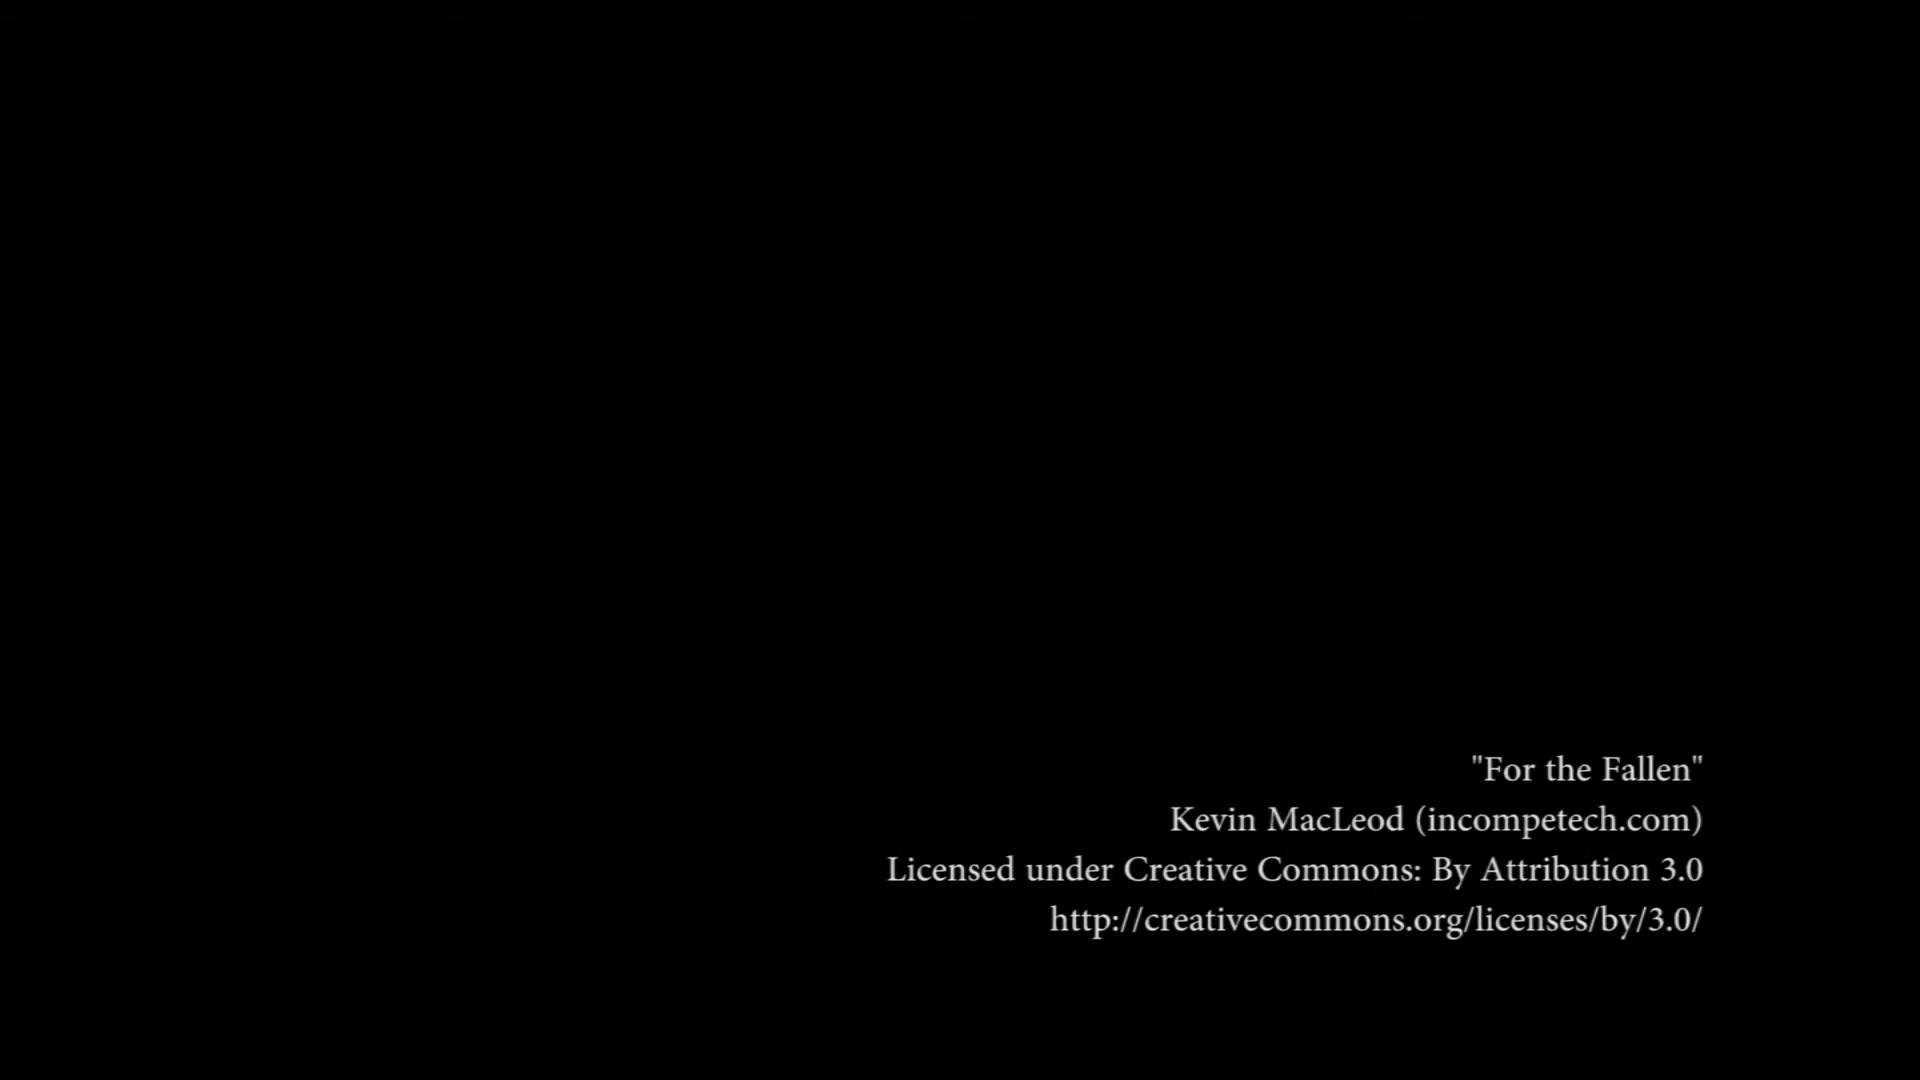 "For the Fallen"
Kevin MacLeod (incompetech.com)
Licensed under Creative Commons: By Attribution 3.0
http://creativecommons.org/licenses/by/3.0/